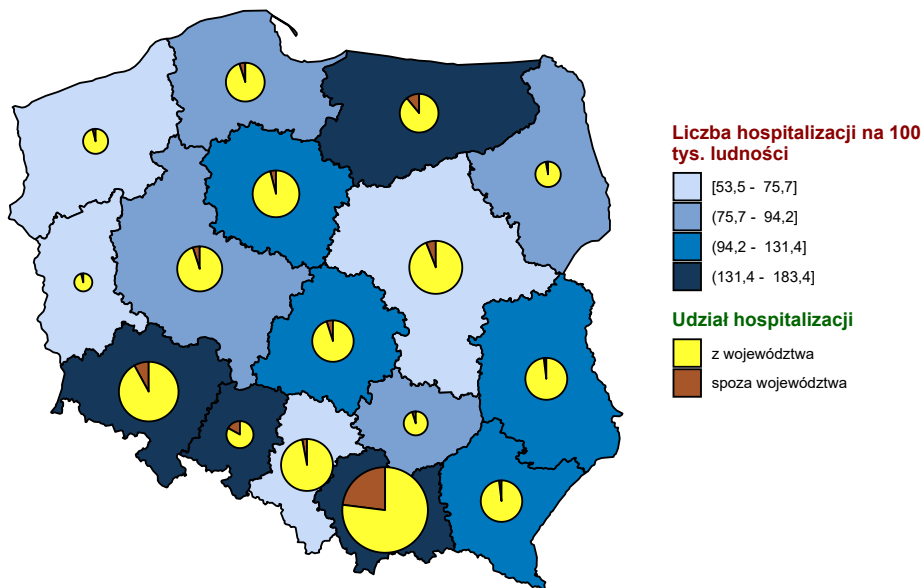 Liczba hospitalizacji na 100
tys. ludności
[53,5 - 75,7]
(75,7 - 94,2]
(94,2 - 131,4]
(131,4 - 183,4]
Udział hospitalizacji
z województwa
spoza województwa